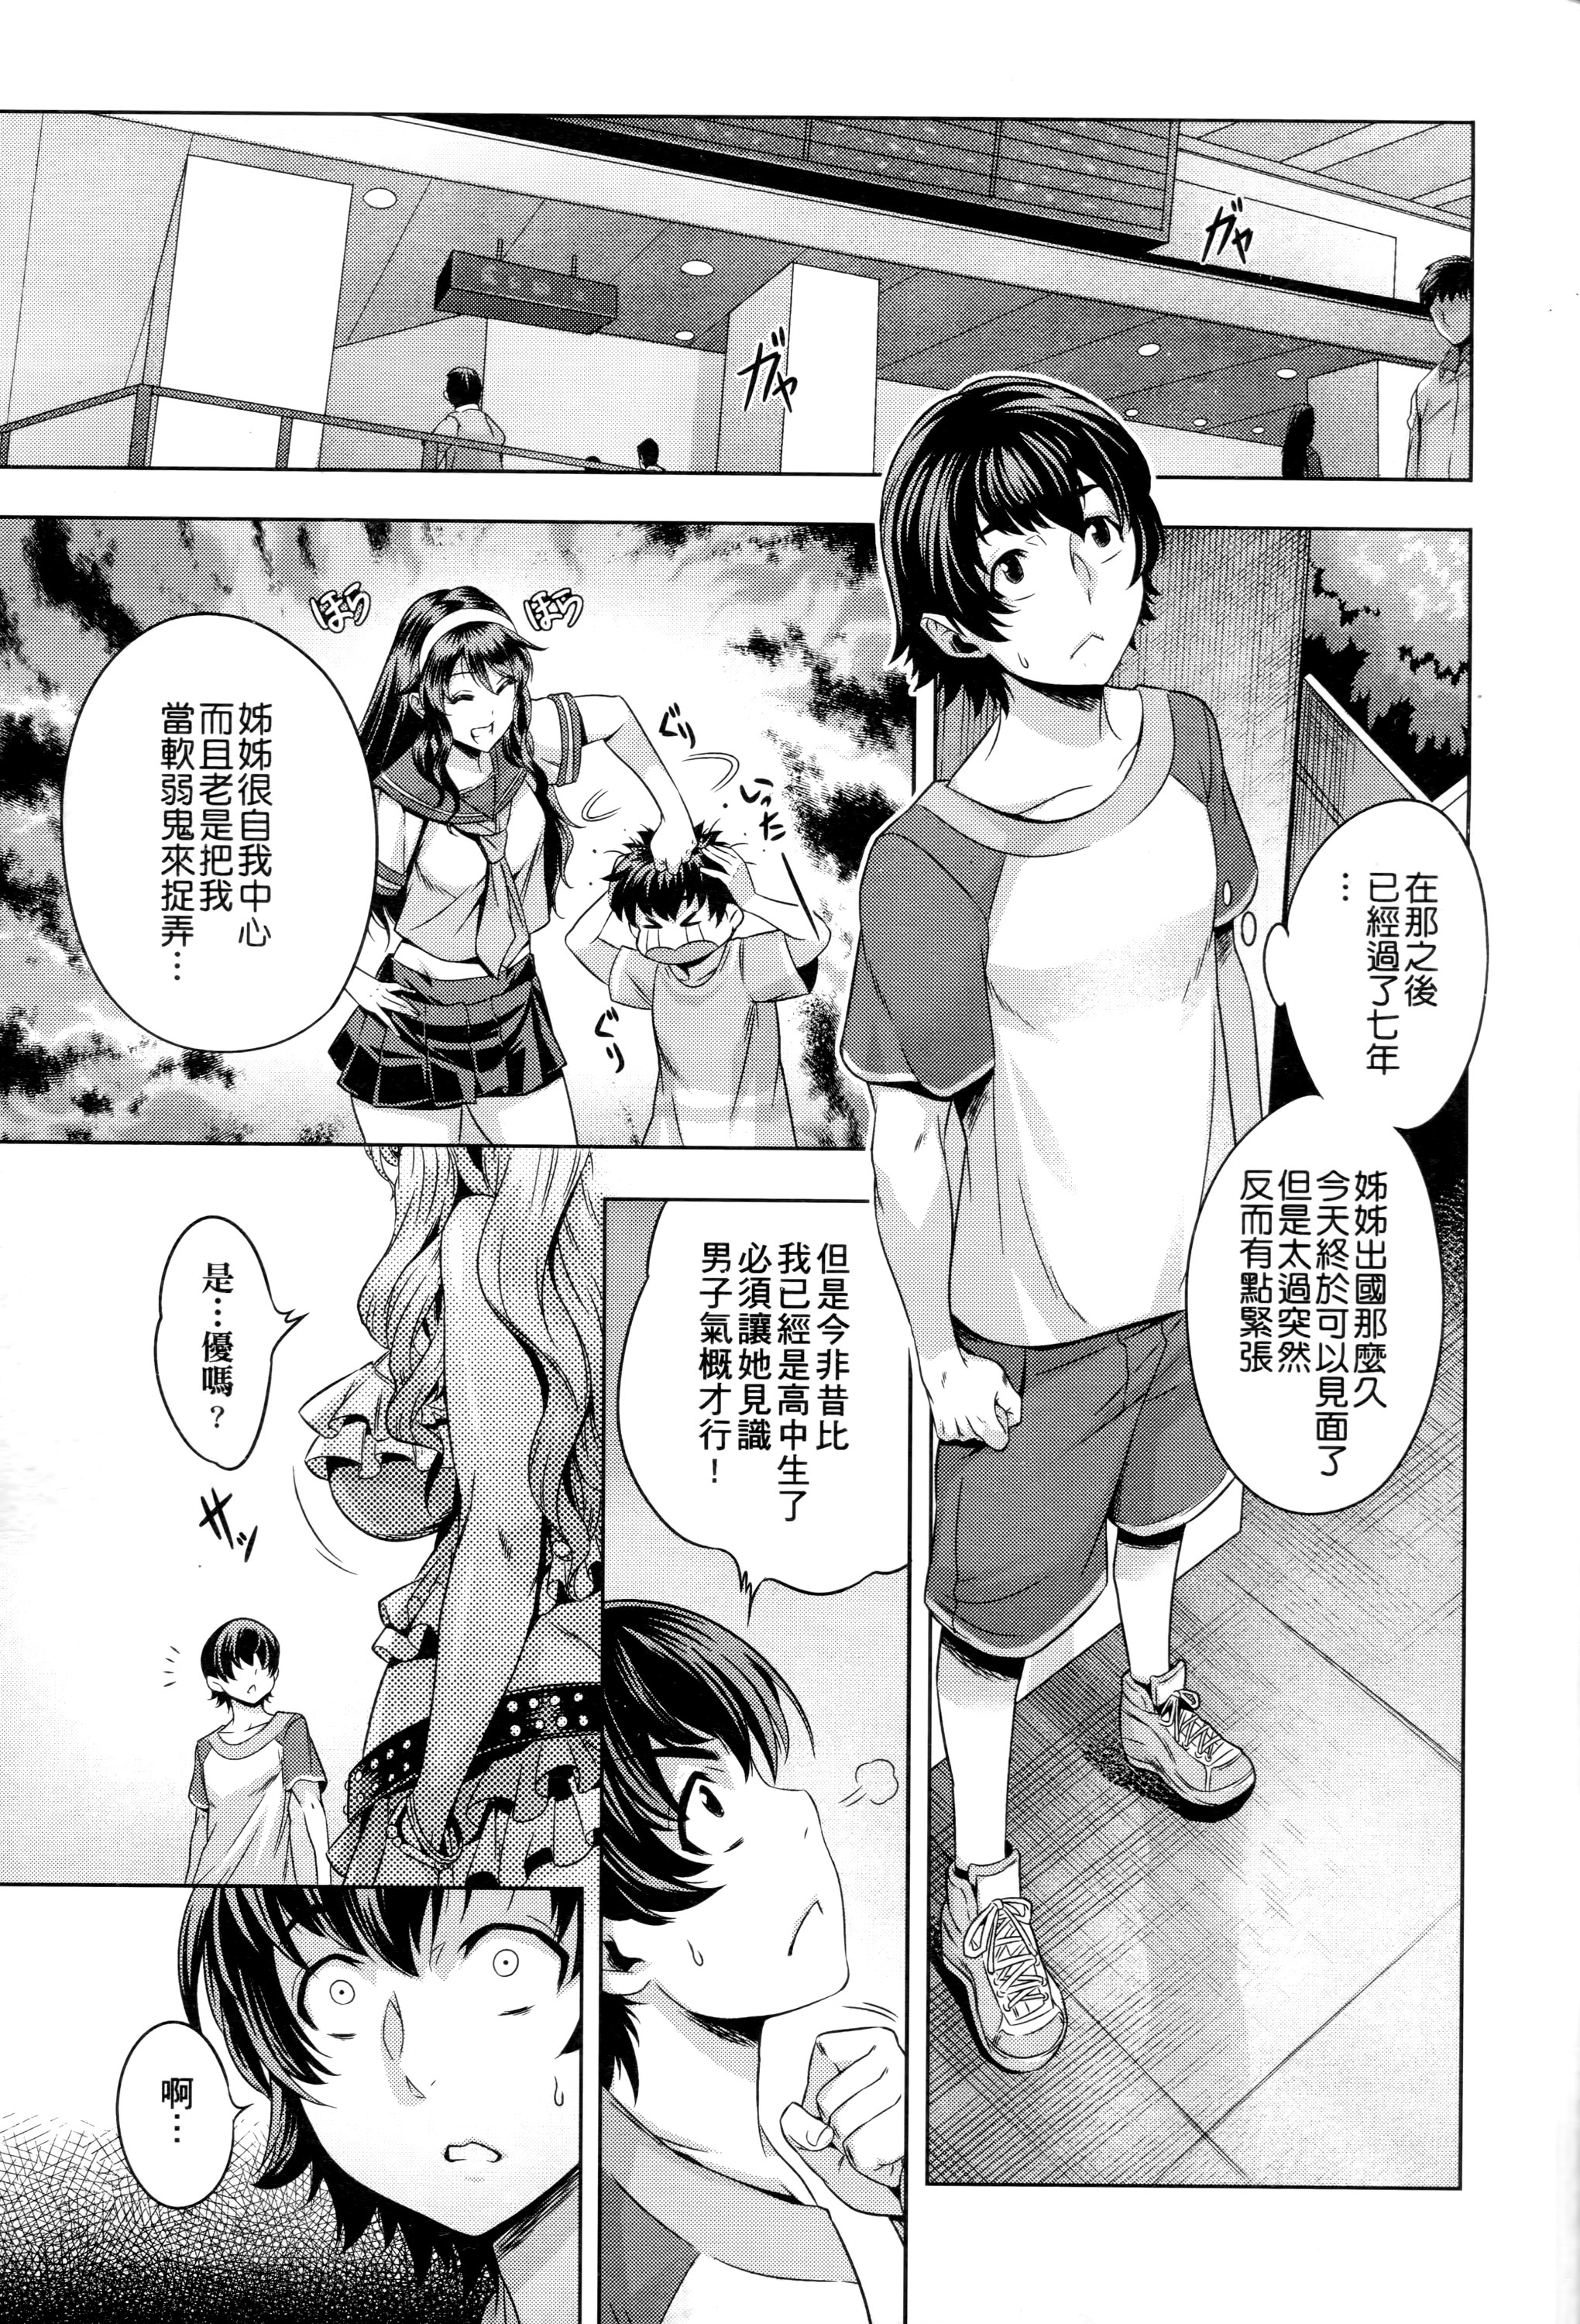 ガヤ
ガヤ
在那之後
已經過了七年
…
姊姊出國那麼久
今天終於可以見面了
但是太過突然
反而有點緊張
ほら
ほら
ぐり
いった
ぐり
姊姊很自我中心
而且老是把我
當軟弱鬼來捉弄…
但是今非昔比
我已經是高中生了
必須讓她見識
男子氣概才行！
是…優嗎？
ザッ
啊…